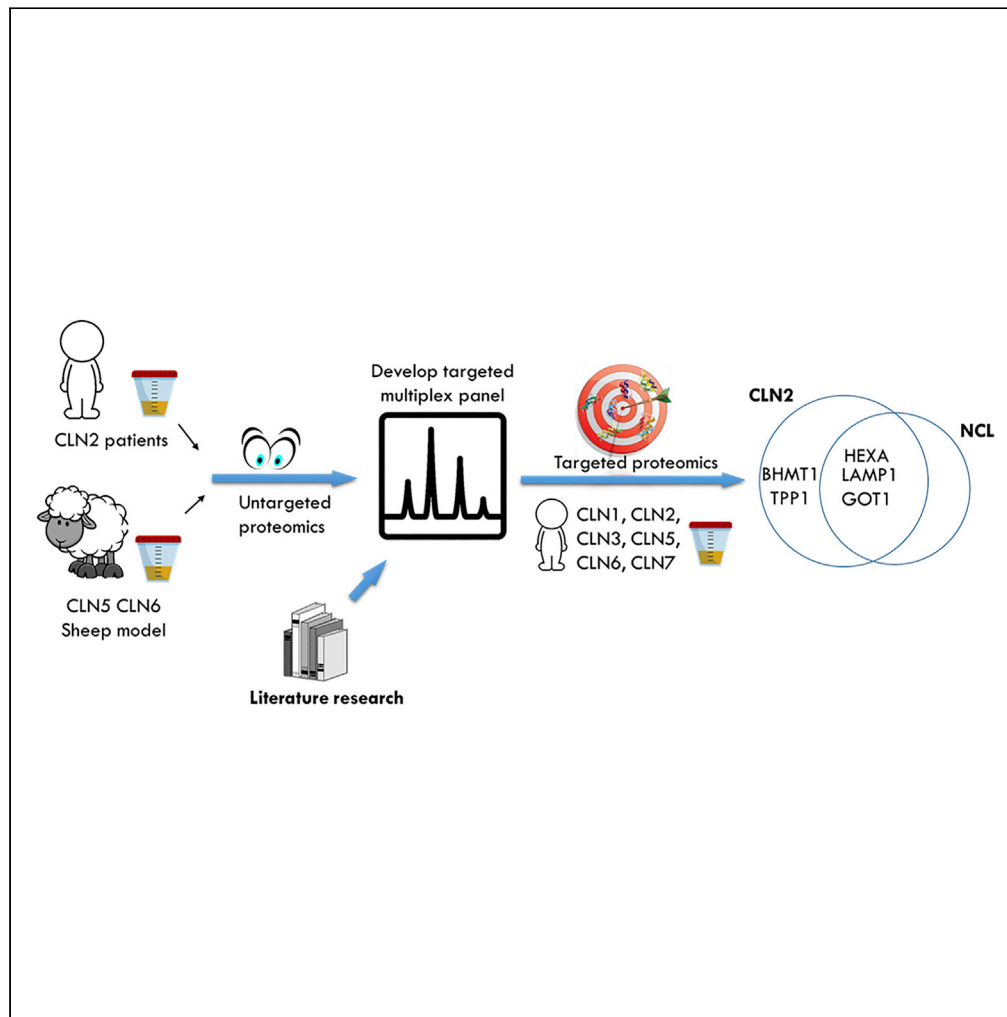 CLN2 patients
CLN5 CLN6
Sheep model
Untargeted
proteomics
Literature research
Develop targeted
multiplex panel
Targeted proteomics
CLN1, CLN2,
CLN3, CLN5,
CLN6, CLN7
CLN2
NCL
BHMT1
TPP1
HEXA
LAMP1
GOT1